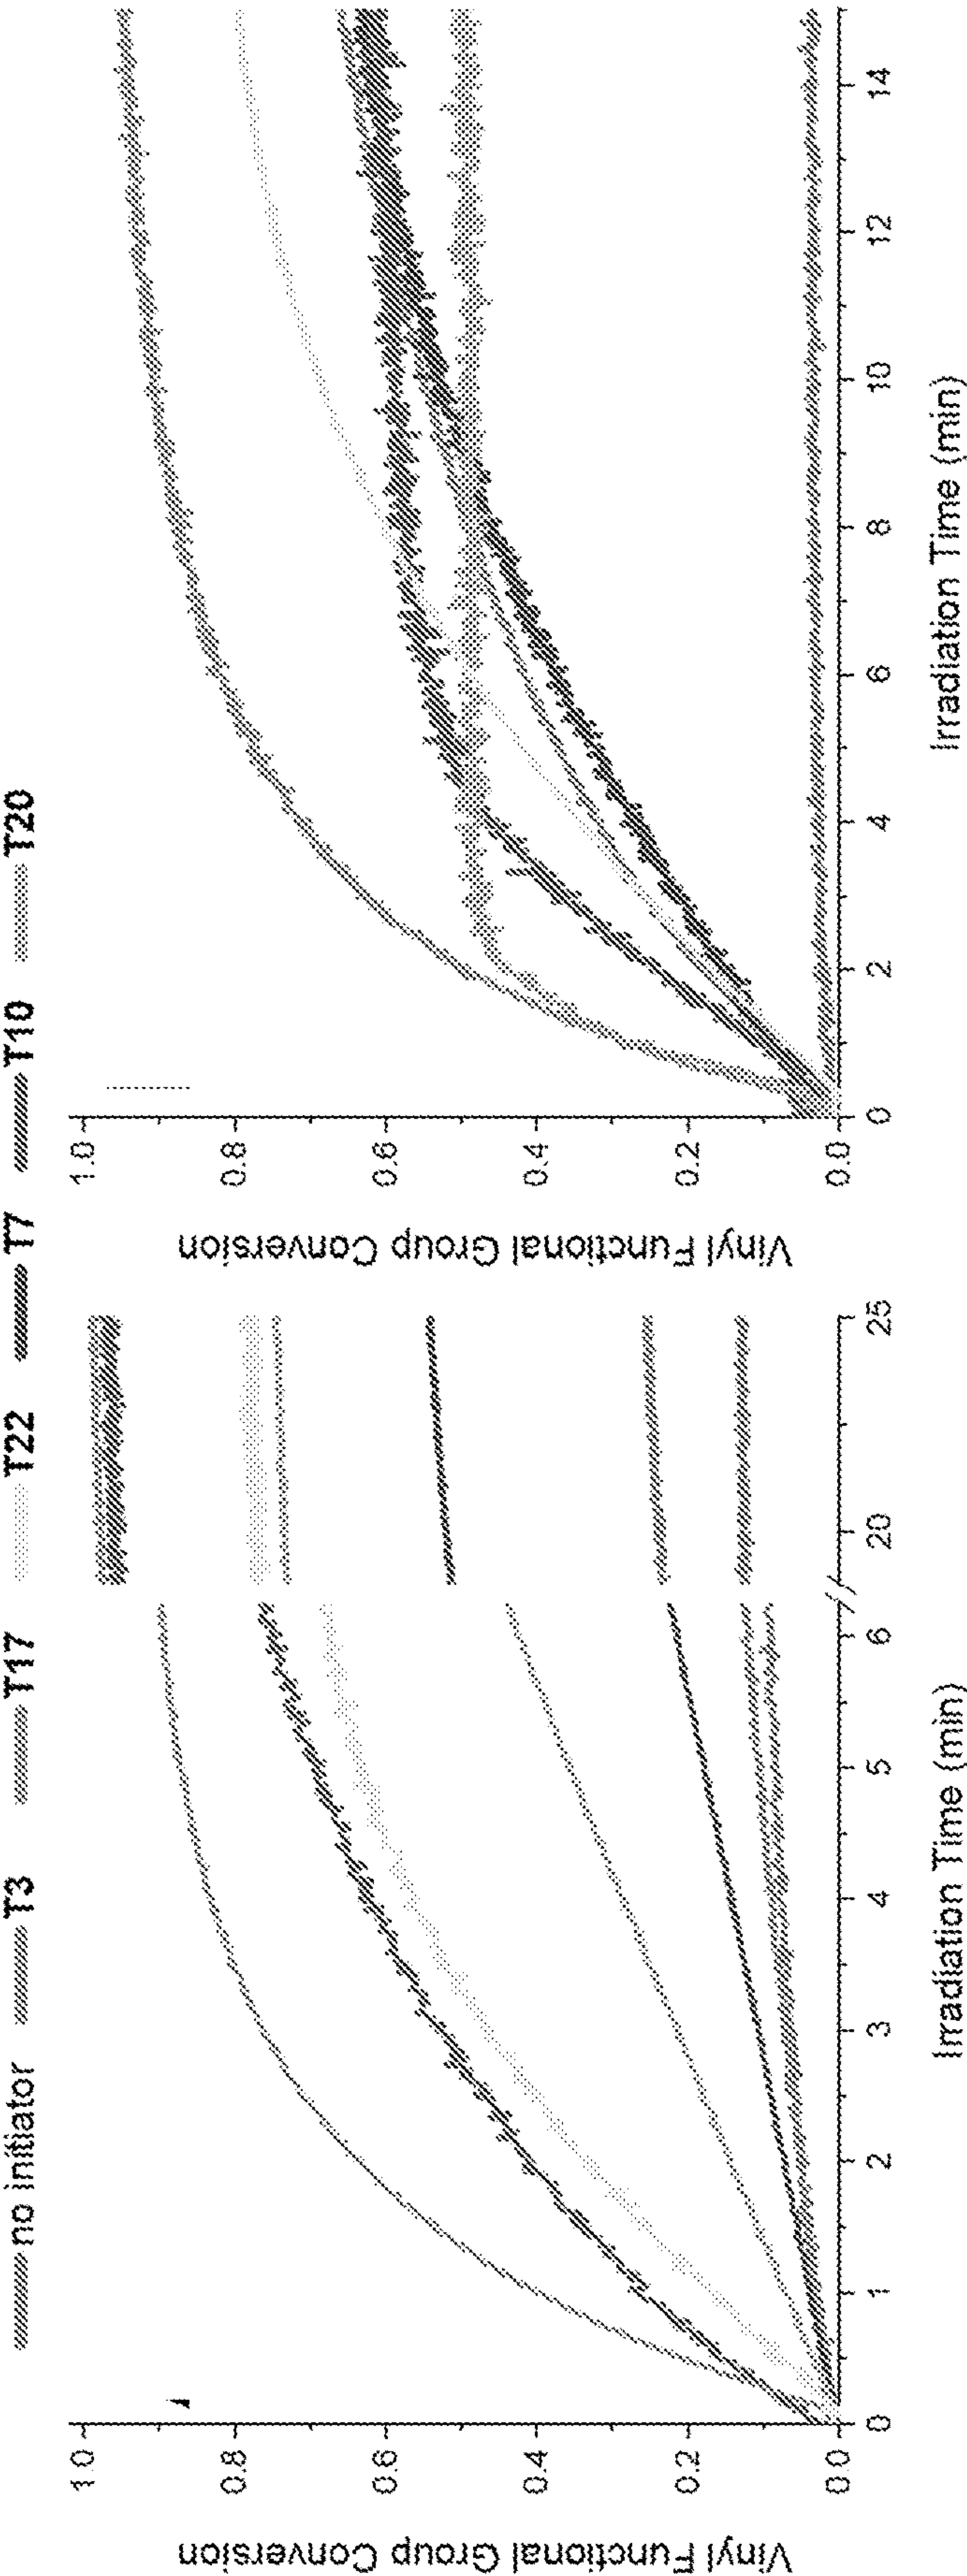 no initiator T3 T17 T22 T7 T10 T20
Vinyl Functional Group Conversion
1.0
0.8
0.6
0.4
0.2
0.0
0 1 2 3 4 5 6 20 25
Irradiation Time (min)
Vinyl Functional Group Conversion
1.0
0.8
0.6
0.4
0.2
0.0
0 2 4 6 8 10 12 14
Irradiation Time (min)